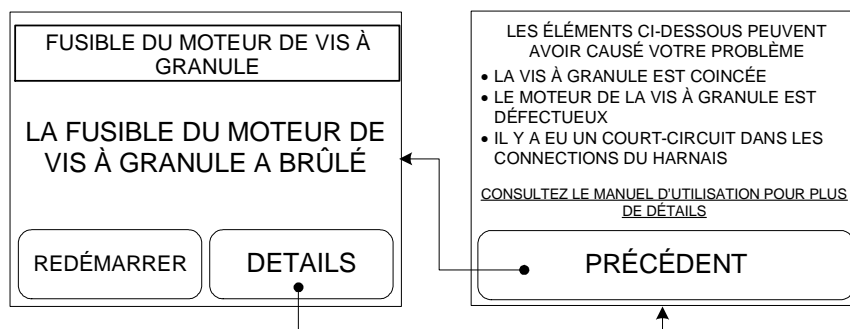 FUSIBLE DU MOTEUR DE VIS À
GRANULE
LA FUSIBLE DU MOTEUR DE
VIS À GRANULE A BRÛLÉ
REDÉMARRER
DETAILS
LES ÉLÉMENTS CI-DESSOUS PEUVENT
AVOIR CAUSÉ VOTRE PROBLÈME
• LA VIS À GRANULE EST COINCÉE
• LE MOTEUR DE LA VIS À GRANULE EST
DÉFECTUEUX
• IL Y A EU UN COURT-CIRCUIT DANS LES
CONNECTIONS DU HARNAIS
CONSULTEZ LE MANUEL D'UTILISATION POUR PLUS
DE DÉTAILS
PRÉCÉDENT